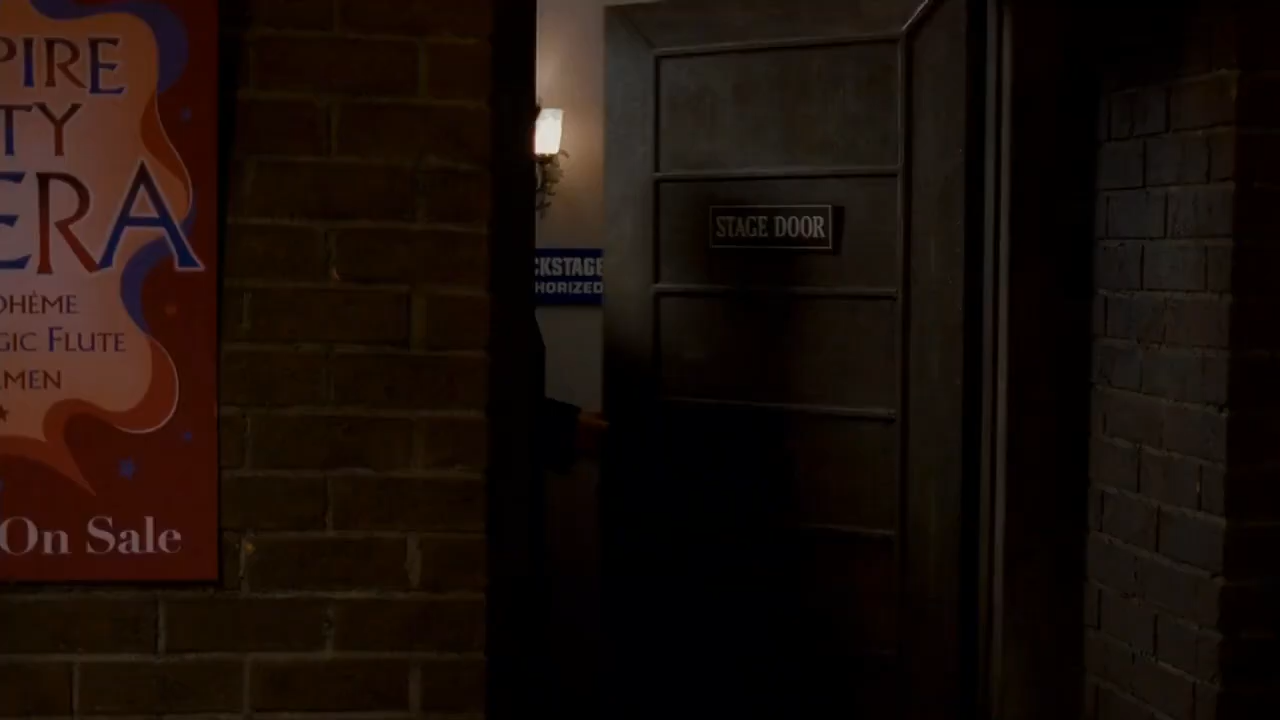 PIRE
TY
ERA
OHÈME
GIC FLUTE
MEN
On Sale
CKSTAGE
HORIZED
STAGE DOOR